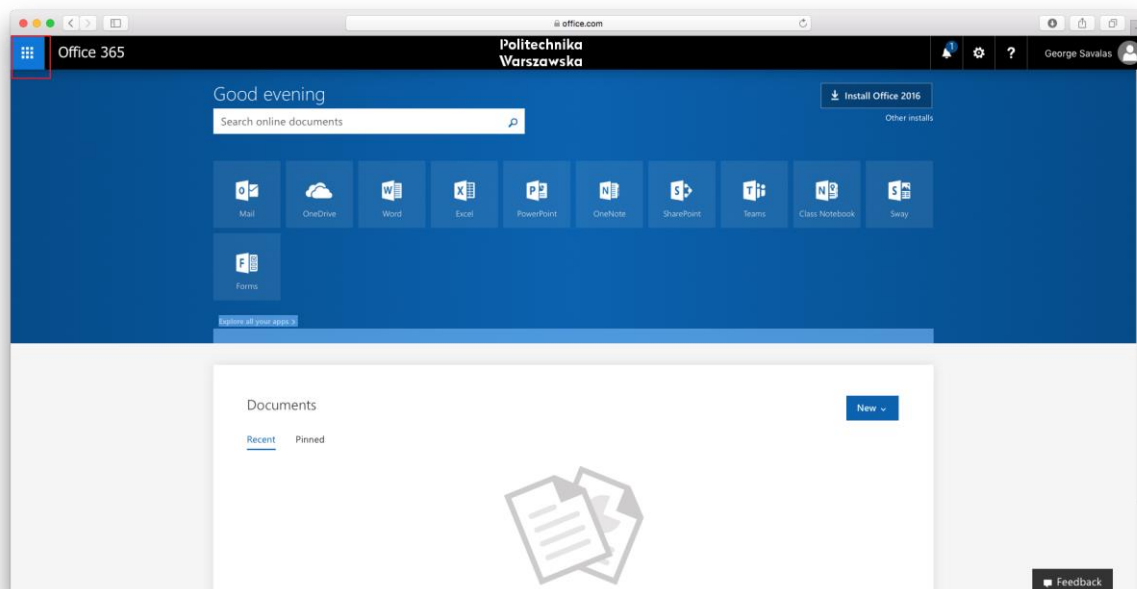 office.com
Office 365
Politechnika
Warszawska
1
?
George Savalas
Good evening
Install Office 2016
Search online documents
Other installs
Mail
OneDrive
Word
Excel
PowerPoint
OneNote
SharePoint
Teams
Class Notebook
Sway
Forms
Explore all your apps >
Documents
New
Recent
Pinned
Feedback